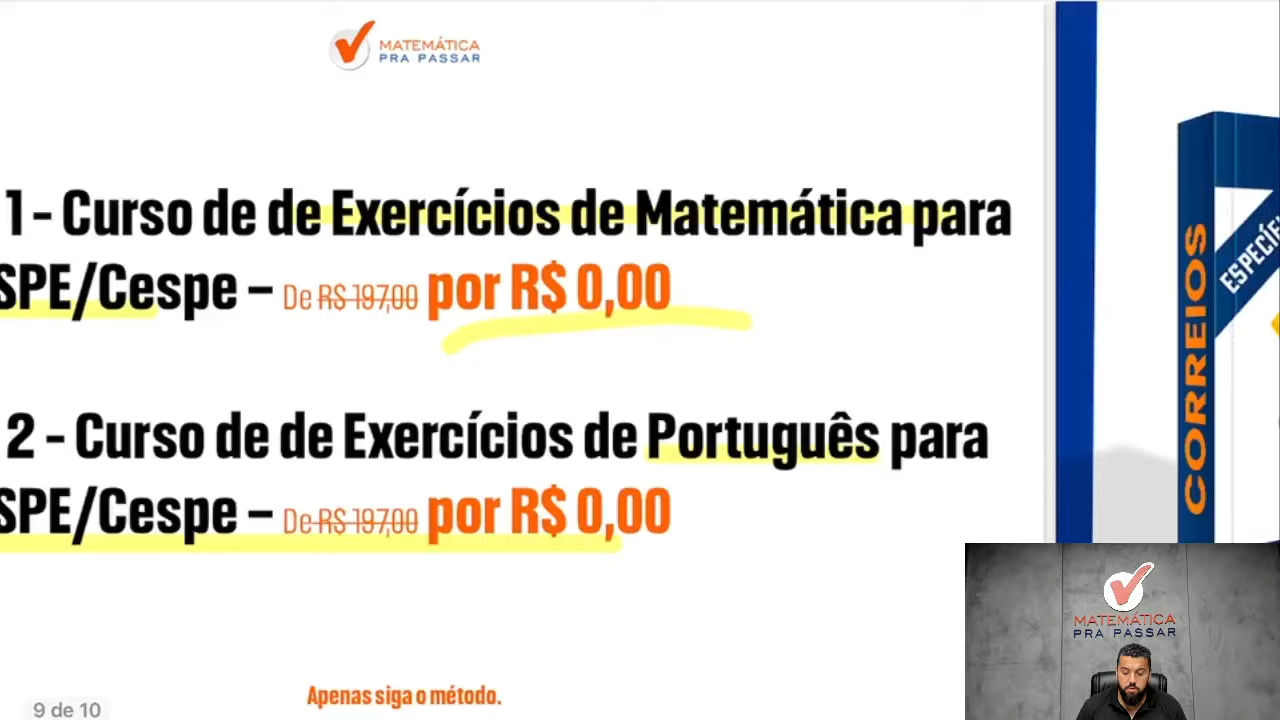 MATEMÁTICA
PRA PASSAR
1 - Curso de de Exercícios de Matemática para
SPE/Cespe – De R$ 197,00 por R$ 0,00
2 - Curso de de Exercícios de Português para
SPE/Cespe – De R$ 197,00 por R$ 0,00
Apenas siga o método.
9 de 10
CORREIOS
MATEMÁTICA
PRA PASSAR